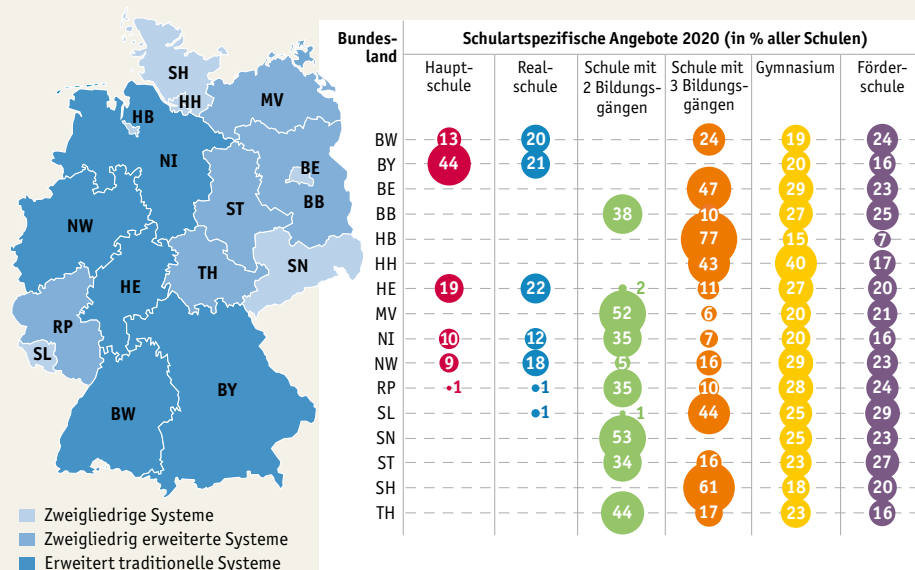 SH
HH
MV
HB
NI
BE
BB
ST
NW
SN
TH
HE
RP
SL
BY
BW
Zweigliedrige Systeme
Zweigliedrig erweiterte Systeme
Erweitert traditionelle Systeme
Bundes-
land
Schulartspezifische Angebote 2020 (in % aller Schulen)
Haupt-
schule
Real-
schule
Schule mit
2 Bildungs-
gängen
Schule mit
3 Bildungs-
gängen
Gymnasium
Förder-
schule
BW 13 20 24 19 24
BY 44 21 20 16
BE 47 29 23
BB 38 10 27 25
HB 77 15 7
HH 43 40 17
HE 19 22 2 11 27 20
MV 52 6 20 21
NI 10 12 35 7 20 16
NW 9 18 5 16 29 23
RP 1 1 35 10 28 24
SL 1 1 44 25 29
SN 53 25 23
ST 34 16 23 27
SH 61 18 20
TH 44 17 23 16